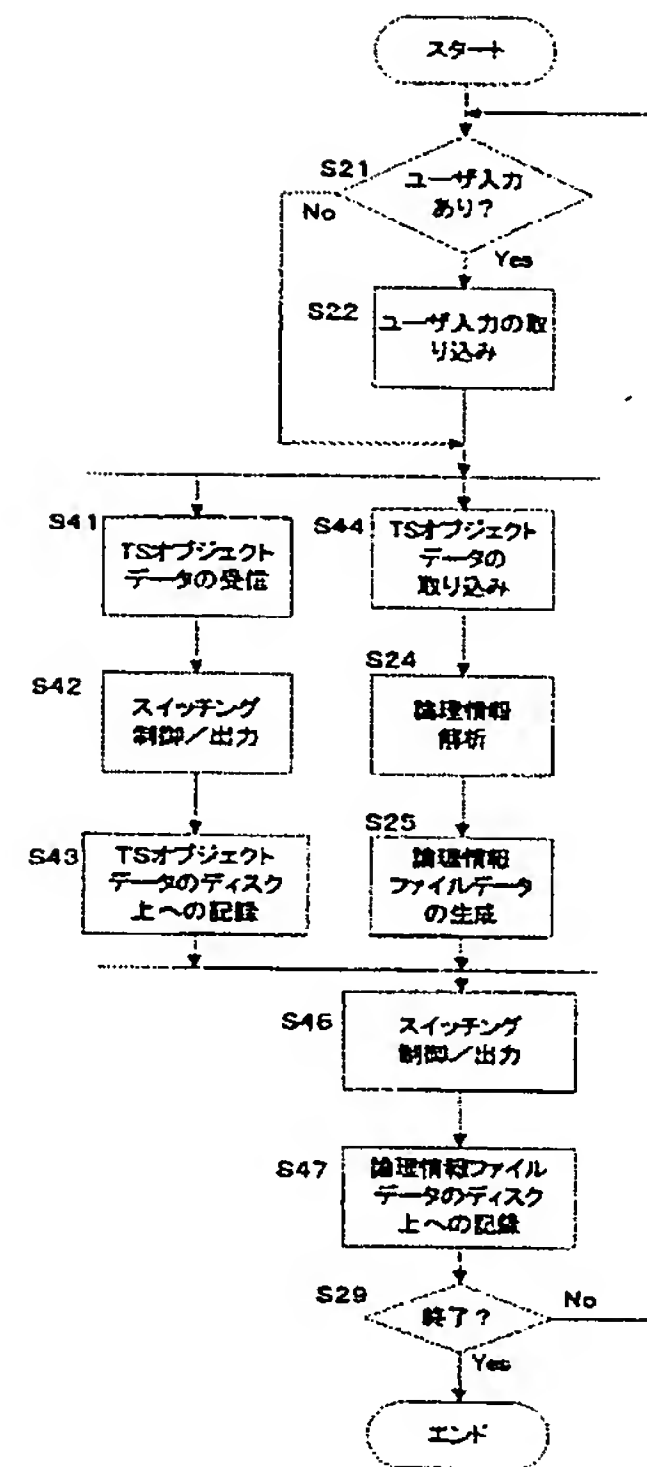 スタート
S21
ユーザ入力
あり?
No
Yes
S22
ユーザ入力の取
り込み
S41
TSオブジェクト
データの受信
S44
TSオブジェクト
データの
取り込み
S42
スイッチング
制御/出力
S24
論理情報
解析
S43
TSオブジェクト
データのディスク
上への記録
S25
論理情報
ファイルデータ
の生成
S46
スイッチング
制御/出力
S47
論理情報ファイル
データのディスク
上への記録
S29
終了?
No
Yes
エンド